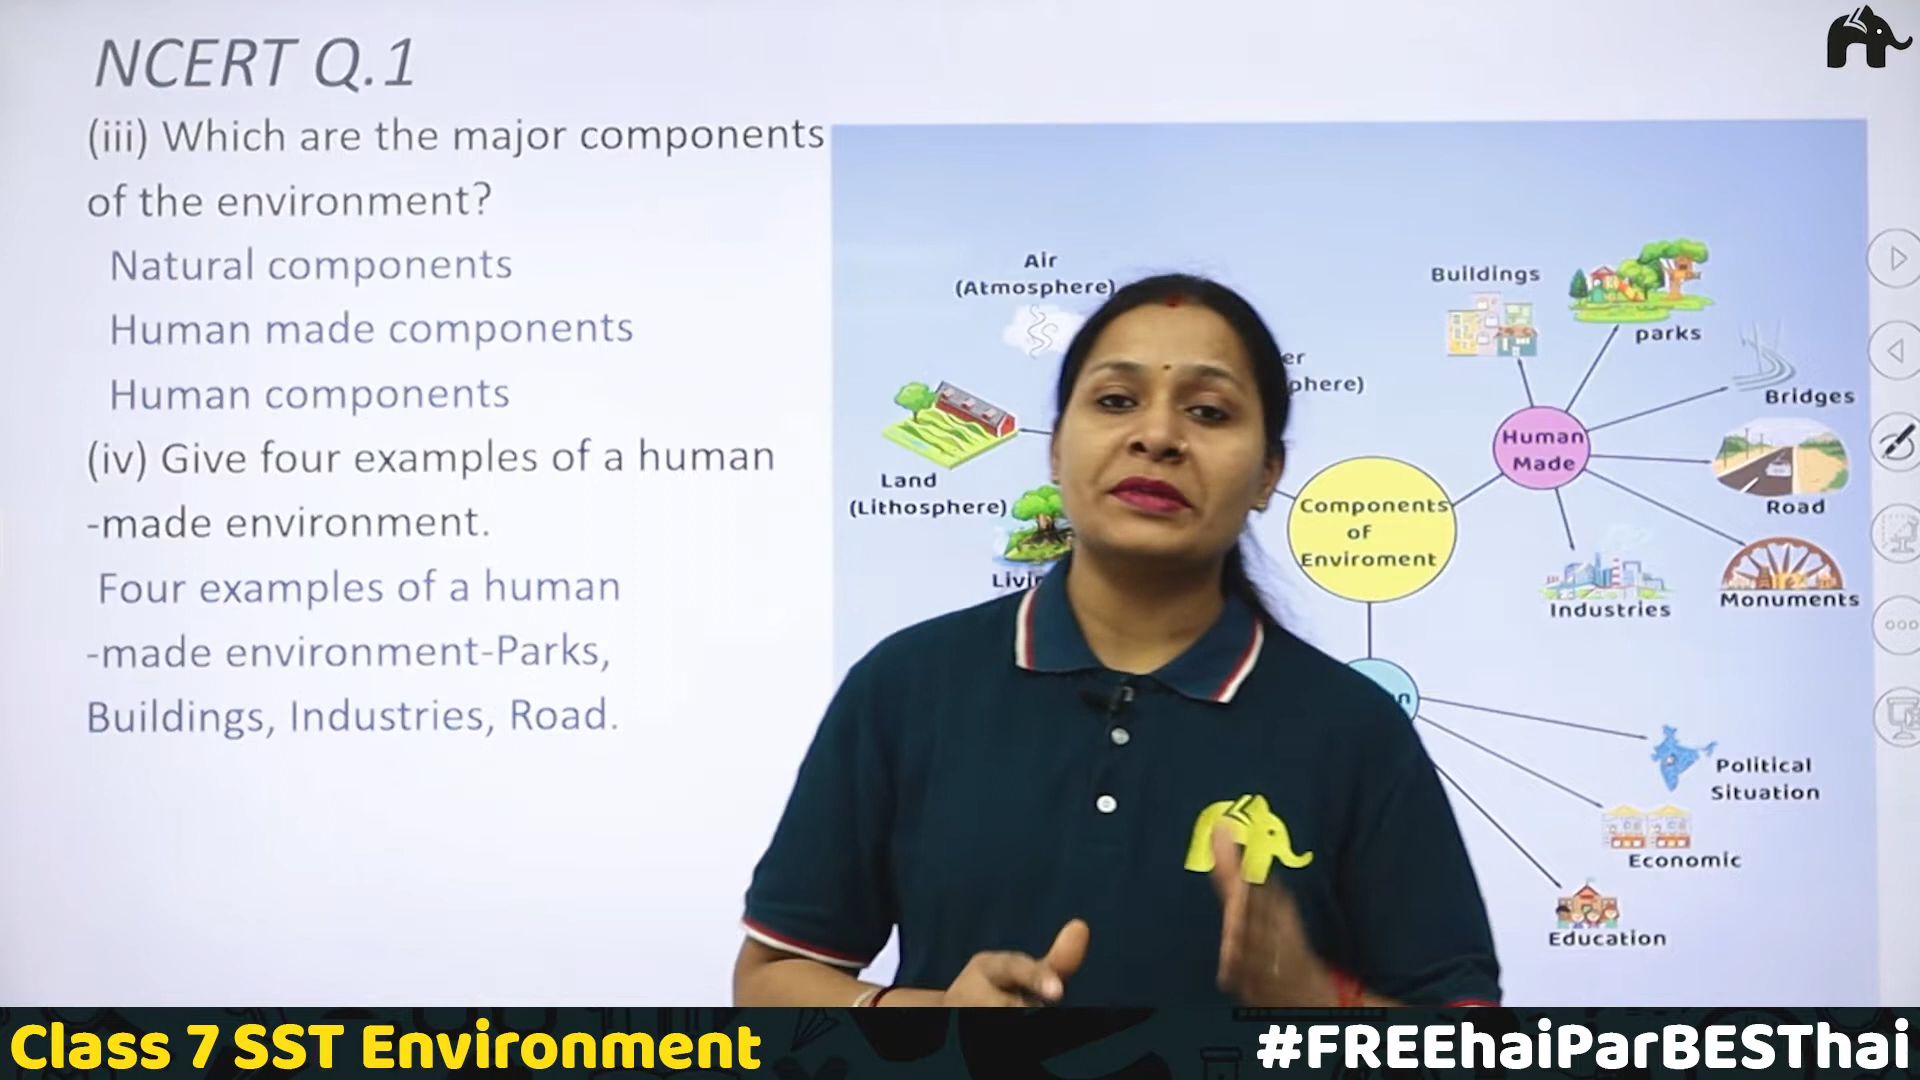 NCERT Q.1
(iii) Which are the major components
of the environment?
Natural components
Human made components
Human components
(iv) Give four examples of a human
-made environment.
Four examples of a human
-made environment-Parks,
Buildings, Industries, Road.
Air
(Atmosphere)
Land
(Lithosphere)
Components
of
Enviroment
Human
Made
Buildings
parks
Bridges
Road
Monuments
Industries
Political
Situation
Economic
Education
Class 7 SST Environment
#FREEhaiParBESThai